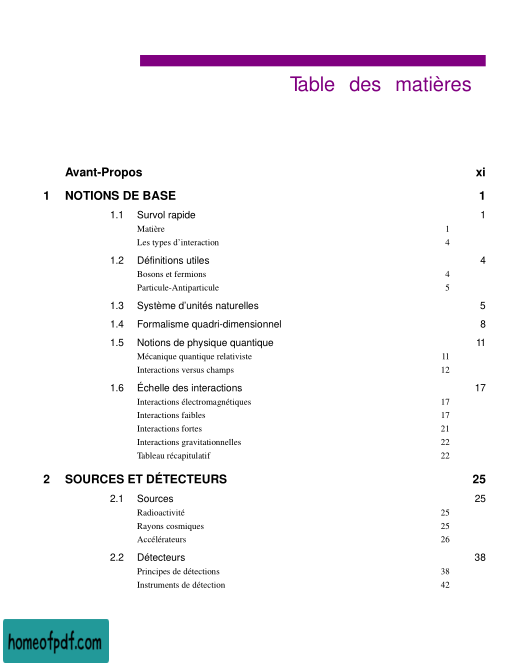 Table des matières
Avant-Propos xi
1 NOTIONS DE BASE 1
1.1 Survol rapide 1
Matière 1
Les types d'interaction 4
1.2 Définitions utiles 4
Bosons et fermions 4
Particule-Antiparticule 5
1.3 Système d'unités naturelles 5
1.4 Formalisme quadri-dimensionnel 8
1.5 Notions de physique quantique 11
Mécanique quantique relativiste 11
Interactions versus champs 12
1.6 Échelle des interactions 17
Interactions électromagnétiques 17
Interactions faibles 17
Interactions fortes 21
Interactions gravitationnelles 22
Tableau récapitulatif 22
2 SOURCES ET DÉTECTEURS 25
2.1 Sources 25
Radioactivité 25
Rayons cosmiques 25
Accélérateurs 26
2.2 Détecteurs 38
Principes de détections 38
Instruments de détection 42
homeofpdf.com